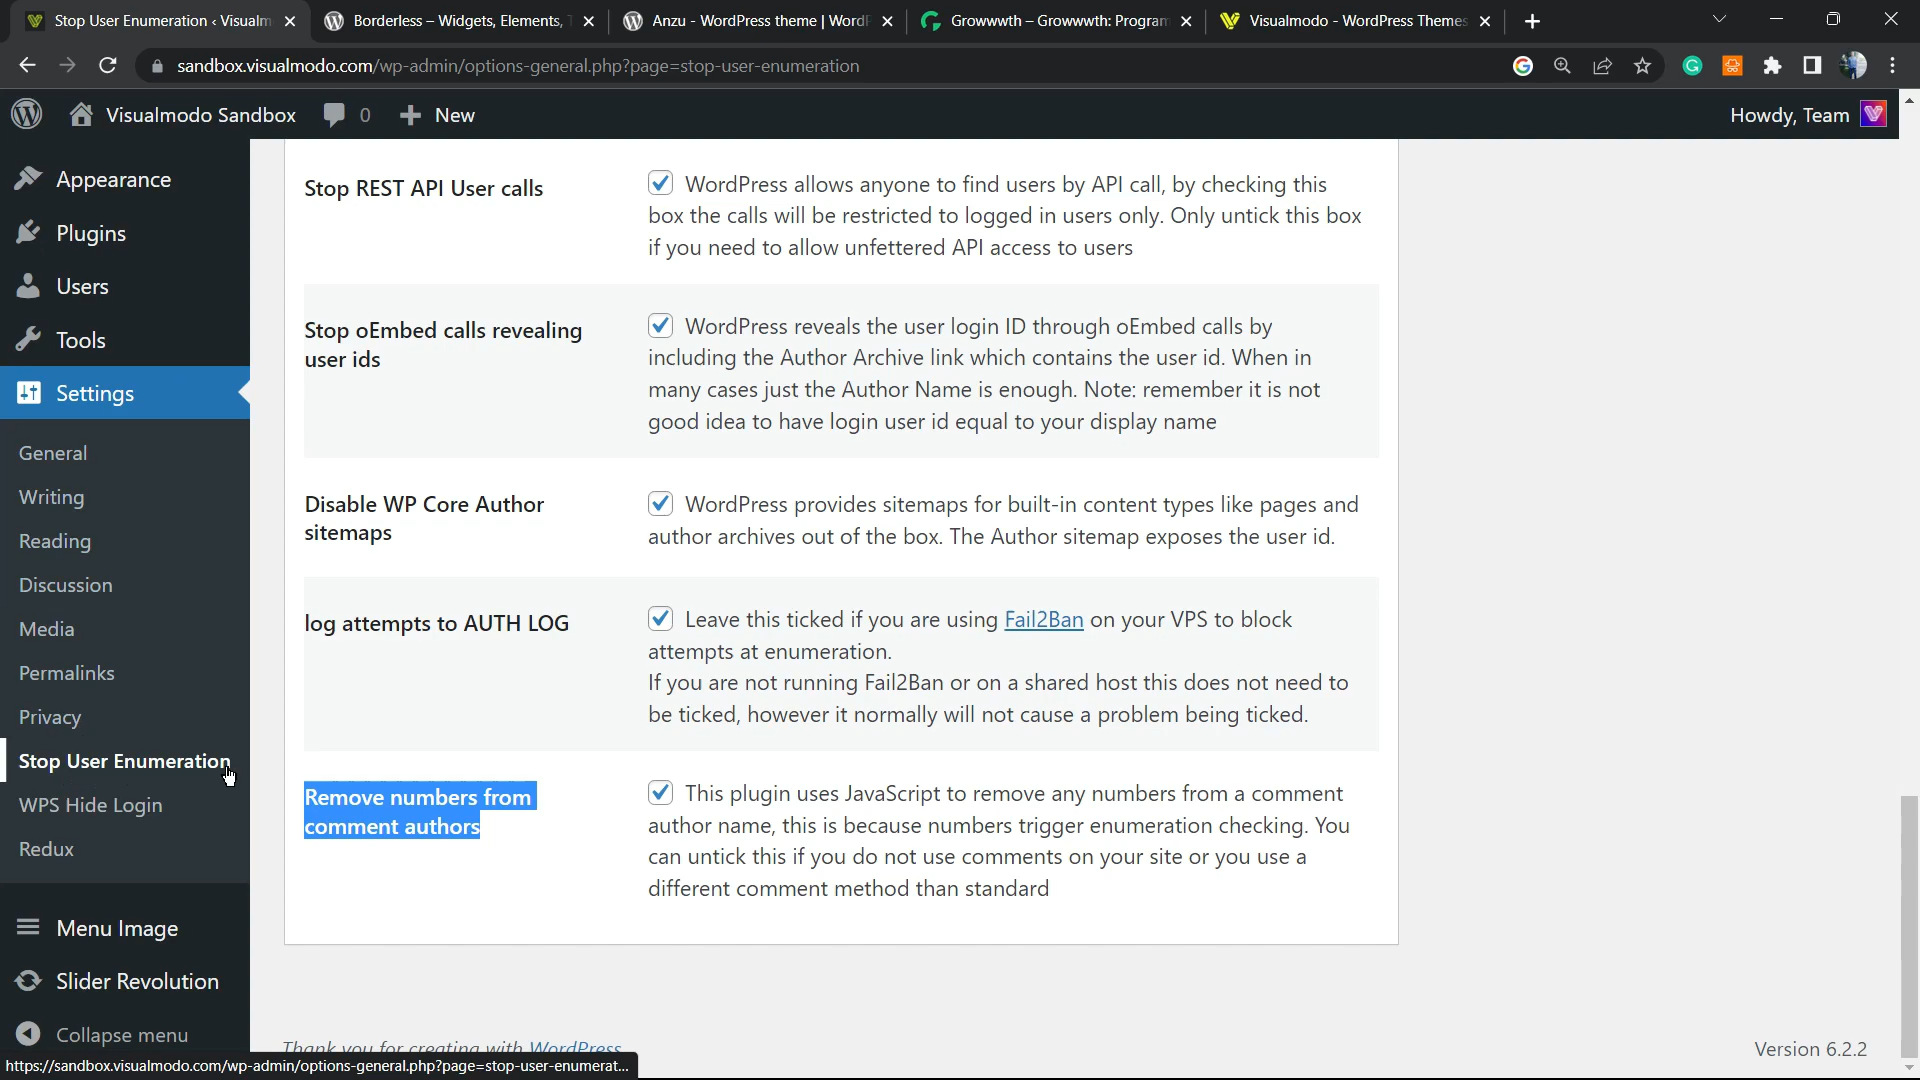 Stop User Enumeration ‹ Visualm
Borderless – Widgets, Elements, T
Anzu - WordPress theme | WordP
Growwwth – Growwwth: Program
Visualmodo - WordPress Themes
sandbox.visualmodo.com/wp-admin/options-general.php?page=stop-user-enumeration
Visualmodo Sandbox
0
New
Howdy, Team
Appearance
Plugins
Users
Tools
Settings
General
Writing
Reading
Discussion
Media
Permalinks
Privacy
Stop User Enumeration
WPS Hide Login
Redux
Menu Image
Slider Revolution
Collapse menu
Stop REST API User calls
WordPress allows anyone to find users by API call, by checking this
box the calls will be restricted to logged in users only. Only untick this box
if you need to allow unfettered API access to users
Stop oEmbed calls revealing
user ids
WordPress reveals the user login ID through oEmbed calls by
including the Author Archive link which contains the user id. When in
many cases just the Author Name is enough. Note: remember it is not
good idea to have login user id equal to your display name
Disable WP Core Author
sitemaps
WordPress provides sitemaps for built-in content types like pages and
author archives out of the box. The Author sitemap exposes the user id.
log attempts to AUTH LOG
Leave this ticked if you are using Fail2Ban on your VPS to block
attempts at enumeration.
If you are not running Fail2Ban or on a shared host this does not need to
be ticked, however it normally will not cause a problem being ticked.
Remove numbers from
comment authors
This plugin uses JavaScript to remove any numbers from a comment
author name, this is because numbers trigger enumeration checking. You
can untick this if you do not use comments on your site or you use a
different comment method than standard
Thank you for creating with WordPress
Version 6.2.2
https://sandbox.visualmodo.com/wp-admin/options-general.php?page=stop-user-enumerat...